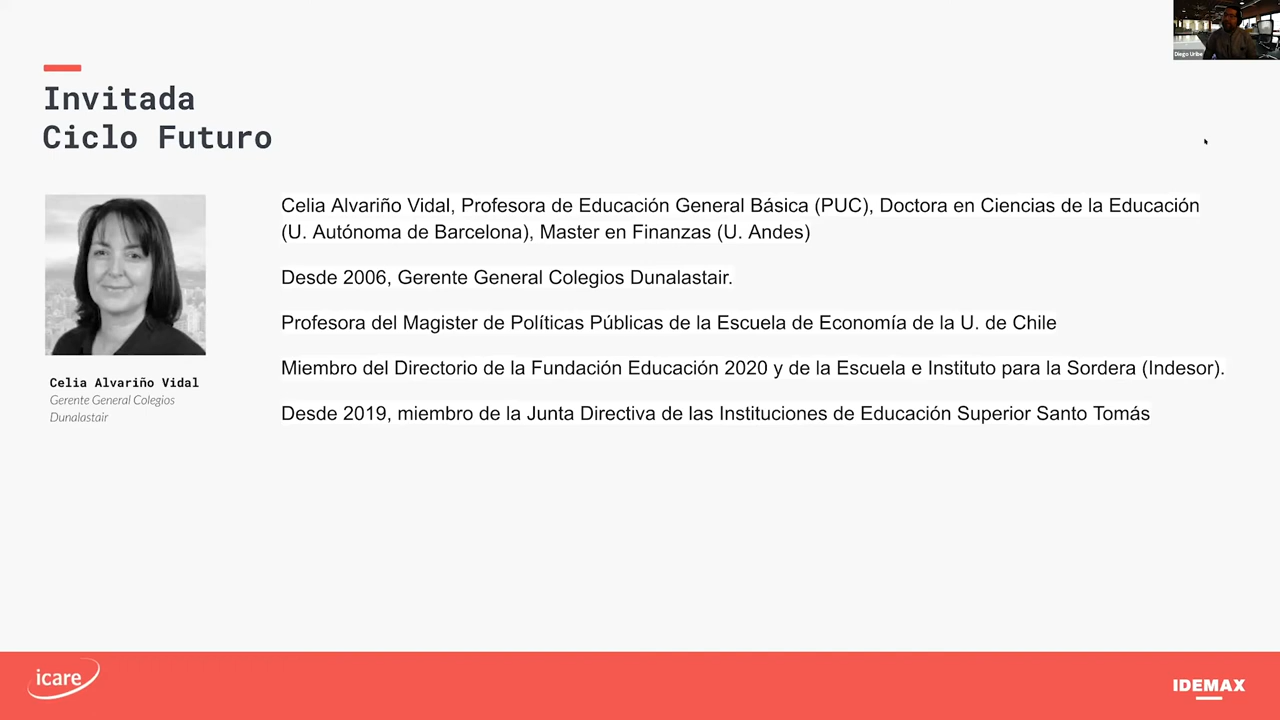 Diego Uribe
Invitada
Ciclo Futuro
Celia Alvariño Vidal, Profesora de Educación General Básica (PUC), Doctora en Ciencias de la Educación
(U. Autónoma de Barcelona), Master en Finanzas (U. Andes)
Desde 2006, Gerente General Colegios Dunalastair.
Profesora del Magister de Políticas Públicas de la Escuela de Economía de la U. de Chile
Miembro del Directorio de la Fundación Educación 2020 y de la Escuela e Instituto para la Sordera (Indesor).
Desde 2019, miembro de la Junta Directiva de las Instituciones de Educación Superior Santo Tomás
Celia Alvariño Vidal
Gerente General Colegios
Dunalastair
icare
IDEMAX